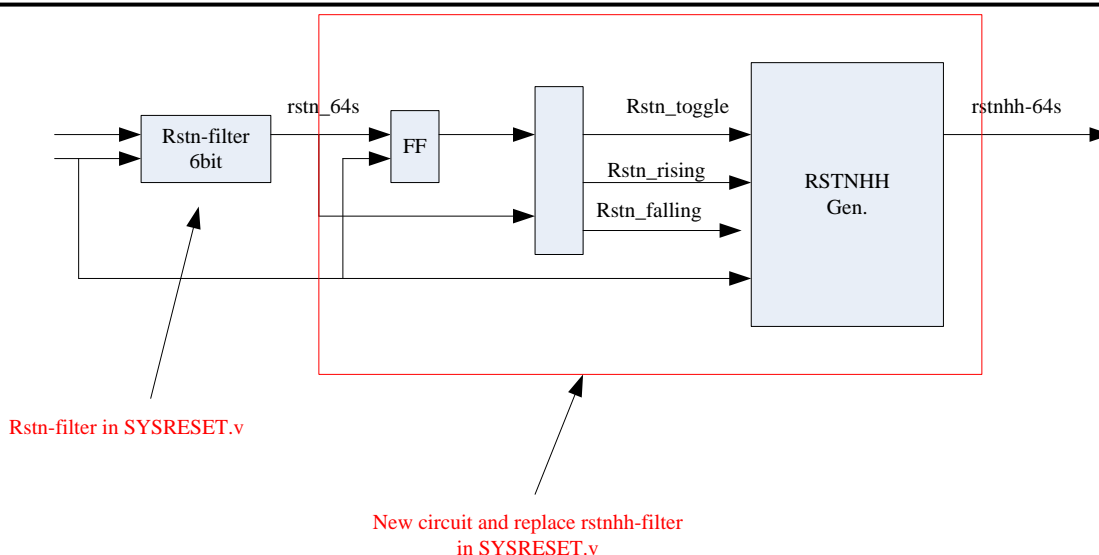 rstn_64s
Rstn_toggle
rstnhh-64s
Rstn-filter
6bit
FF
Rstn_rising
RSTNHH
Gen.
Rstn_falling
Rstn-filter in SYSRESET.v
New circuit and replace rstnhh-filter
in SYSRESET.v